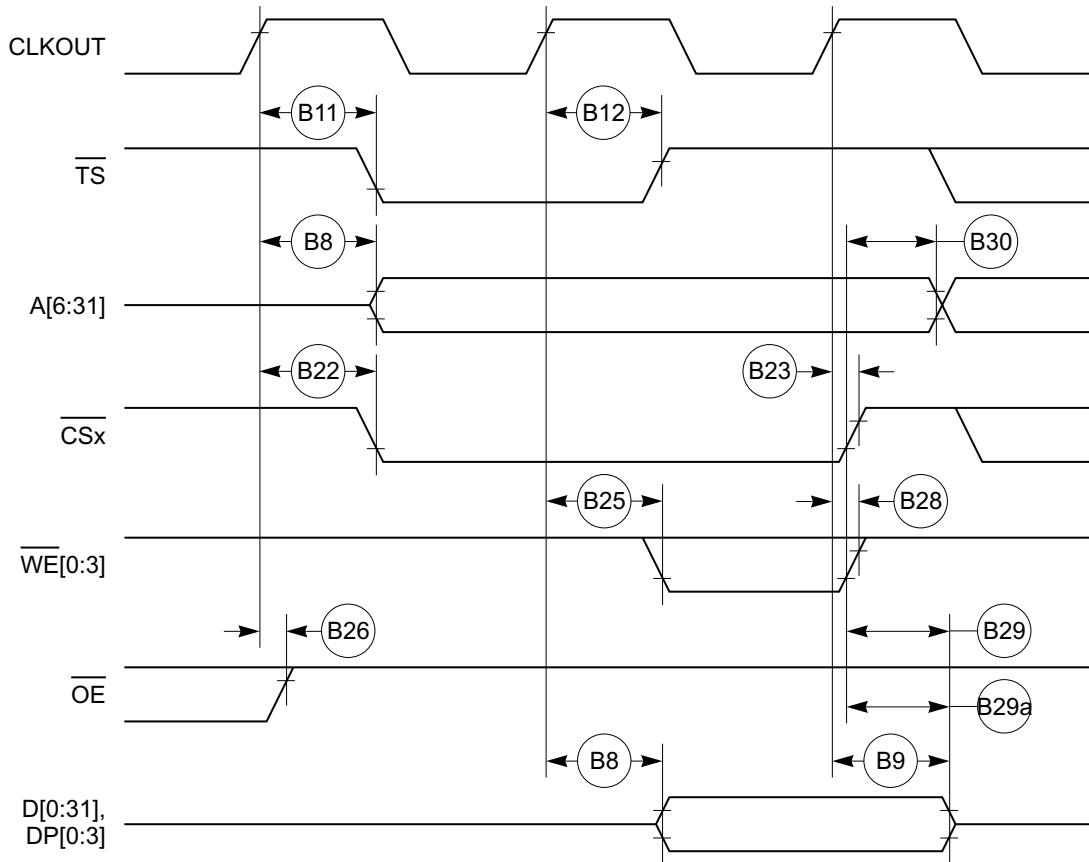 CLKOUT
B11
B12
TS
B8
B30
A[6:31]
B22
B23
CSx
B25
B28
WE[0:3]
B26
B29
OE
B29a
B8
B9
D[0:31],
DP[0:3]